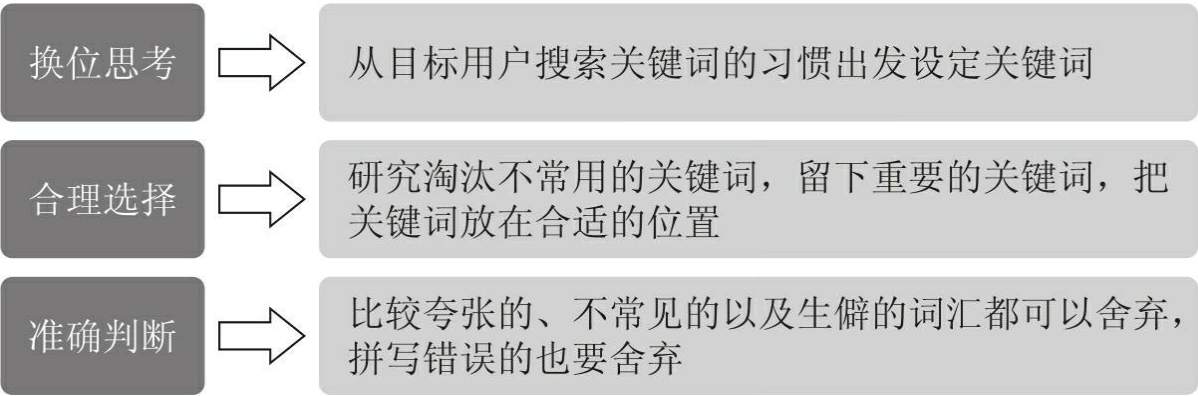 换位思考
从目标用户搜索关键词的习惯出发设定关键词
合理选择
研究淘汰不常用的关键词，留下重要的关键词，把
关键词放在合适的位置
准确判断
比较夸张的、不常见的以及生僻的词汇都可以舍弃，
拼写错误的也要舍弃